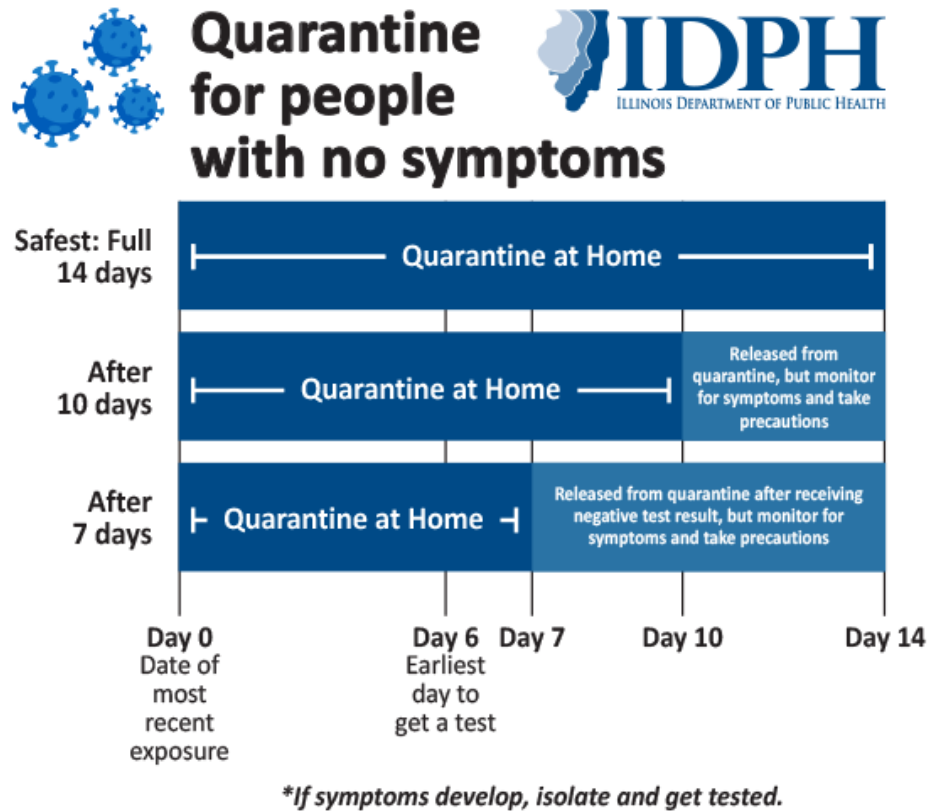 Quarantine
for people
with no symptoms
IDPH
ILLINOIS DEPARTMENT OF PUBLIC HEALTH
Safest: Full
14 days
Quarantine at Home
After
10 days
Quarantine at Home
Released from
quarantine, but monitor
for symptoms and take
precautions
After
7 days
Quarantine at Home
Released from quarantine after receiving
negative test result, but monitor for
symptoms and take precautions
Day 0
Date of
most
recent
exposure
Day 6
Earliest
day to
get a test
Day 7
Day 10
Day 14
*If symptoms develop, isolate and get tested.